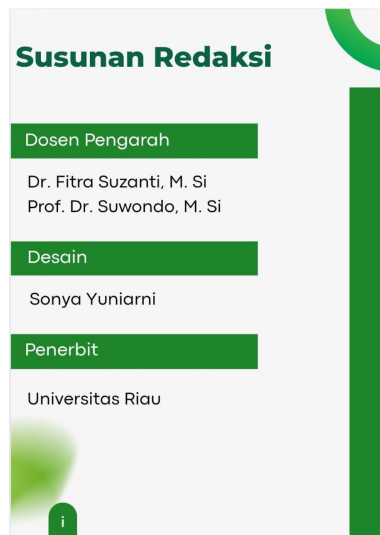 Susunan Redaksi
Dosen Pengarah
Dr. Fitra Suzanti, M. Si
Prof. Dr. Suwondo, M. Si
Desain
Sonya Yuniarni
Penerbit
Universitas Riau
i